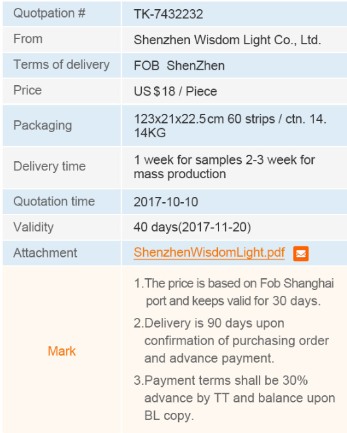 Quotpation # TK-7432232
From Shenzhen Wisdom Light Co., Ltd.
Terms of delivery FOB ShenZhen
Price US$18 / Piece
Packaging 123x21x22.5cm 60 strips / ctn. 14.
14KG
Delivery time 1 week for samples 2-3 week for
mass production
Quotation time 2017-10-10
Validity 40 days(2017-11-20)
Attachment ShenzhenWisdomLight.pdf
Mark
1.The price is based on Fob Shanghai
port and keeps valid for 30 days.
2.Delivery is 90 days upon
confirmation of purchasing order
and advance payment.
3.Payment terms shall be 30%
advance by TT and balance upon
BL copy.